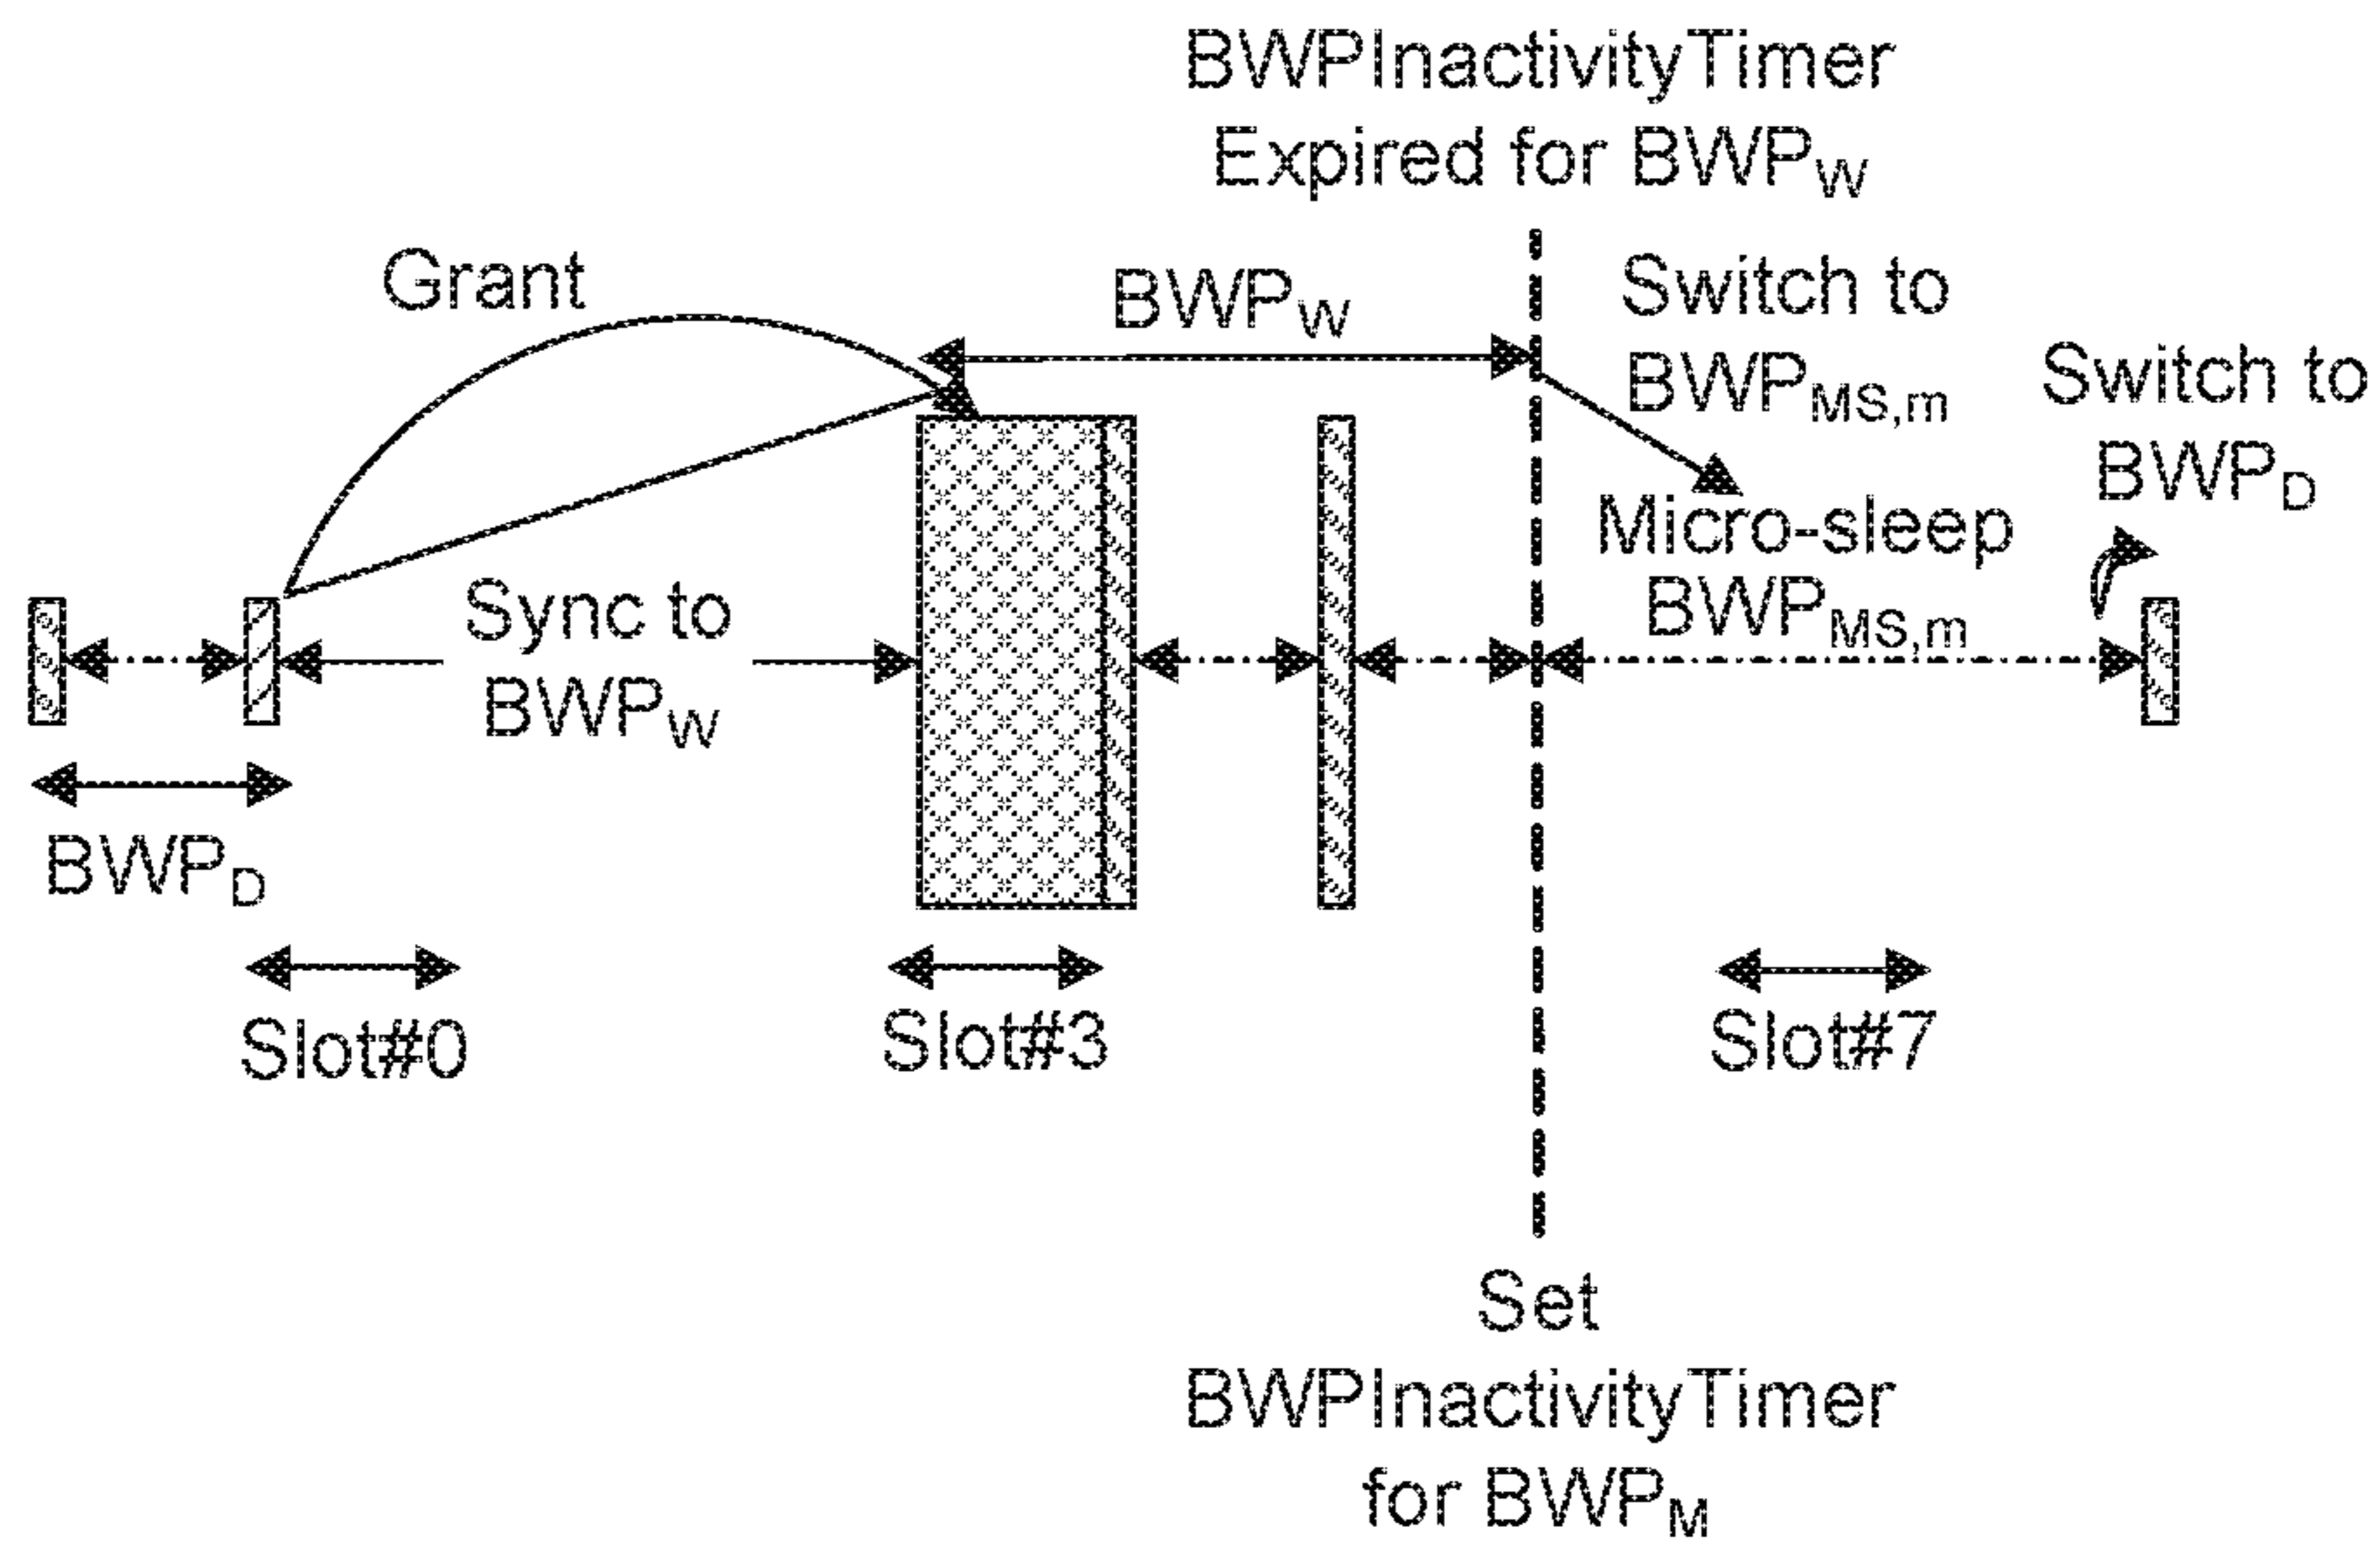 BWPInactivityTimer
Expired for BWPW
Grant
BWPW
Switch to
BWPMS,m
Switch to
BWPD
Micro-sleep
BWPMS,m
Sync to
BWPW
BWPD
Slot#0
Slot#3
Slot#7
Set
BWPInactivityTimer
for BWPM